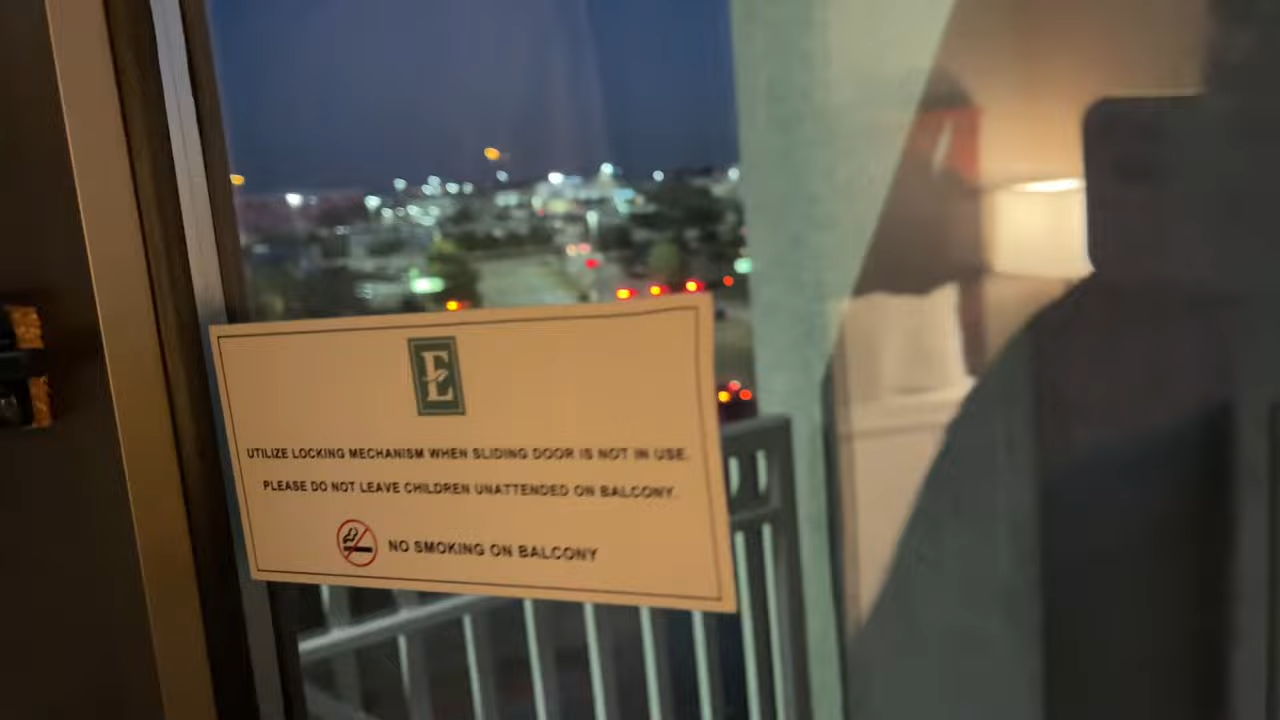 E
UTILIZE LOCKING MECHANISM WHEN SLIDING DOOR IS NOT IN USE.
PLEASE DO NOT LEAVE CHILDREN UNATTENDED ON BALCONY.
NO SMOKING ON BALCONY